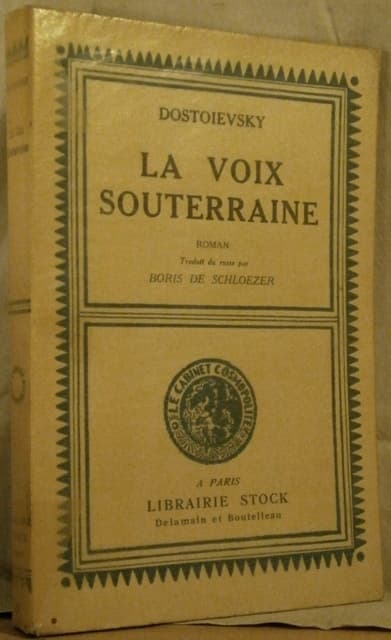 DOSTOIEVSKY
LA VOIX
SOUTERRAINE
ROMAN
Traduit du russe par
BORIS DE SCHLOEZER
LE CABINET COSMOPOLITE
A PARIS
LIBRAIRIE STOCK
Delamain et Boutelleau